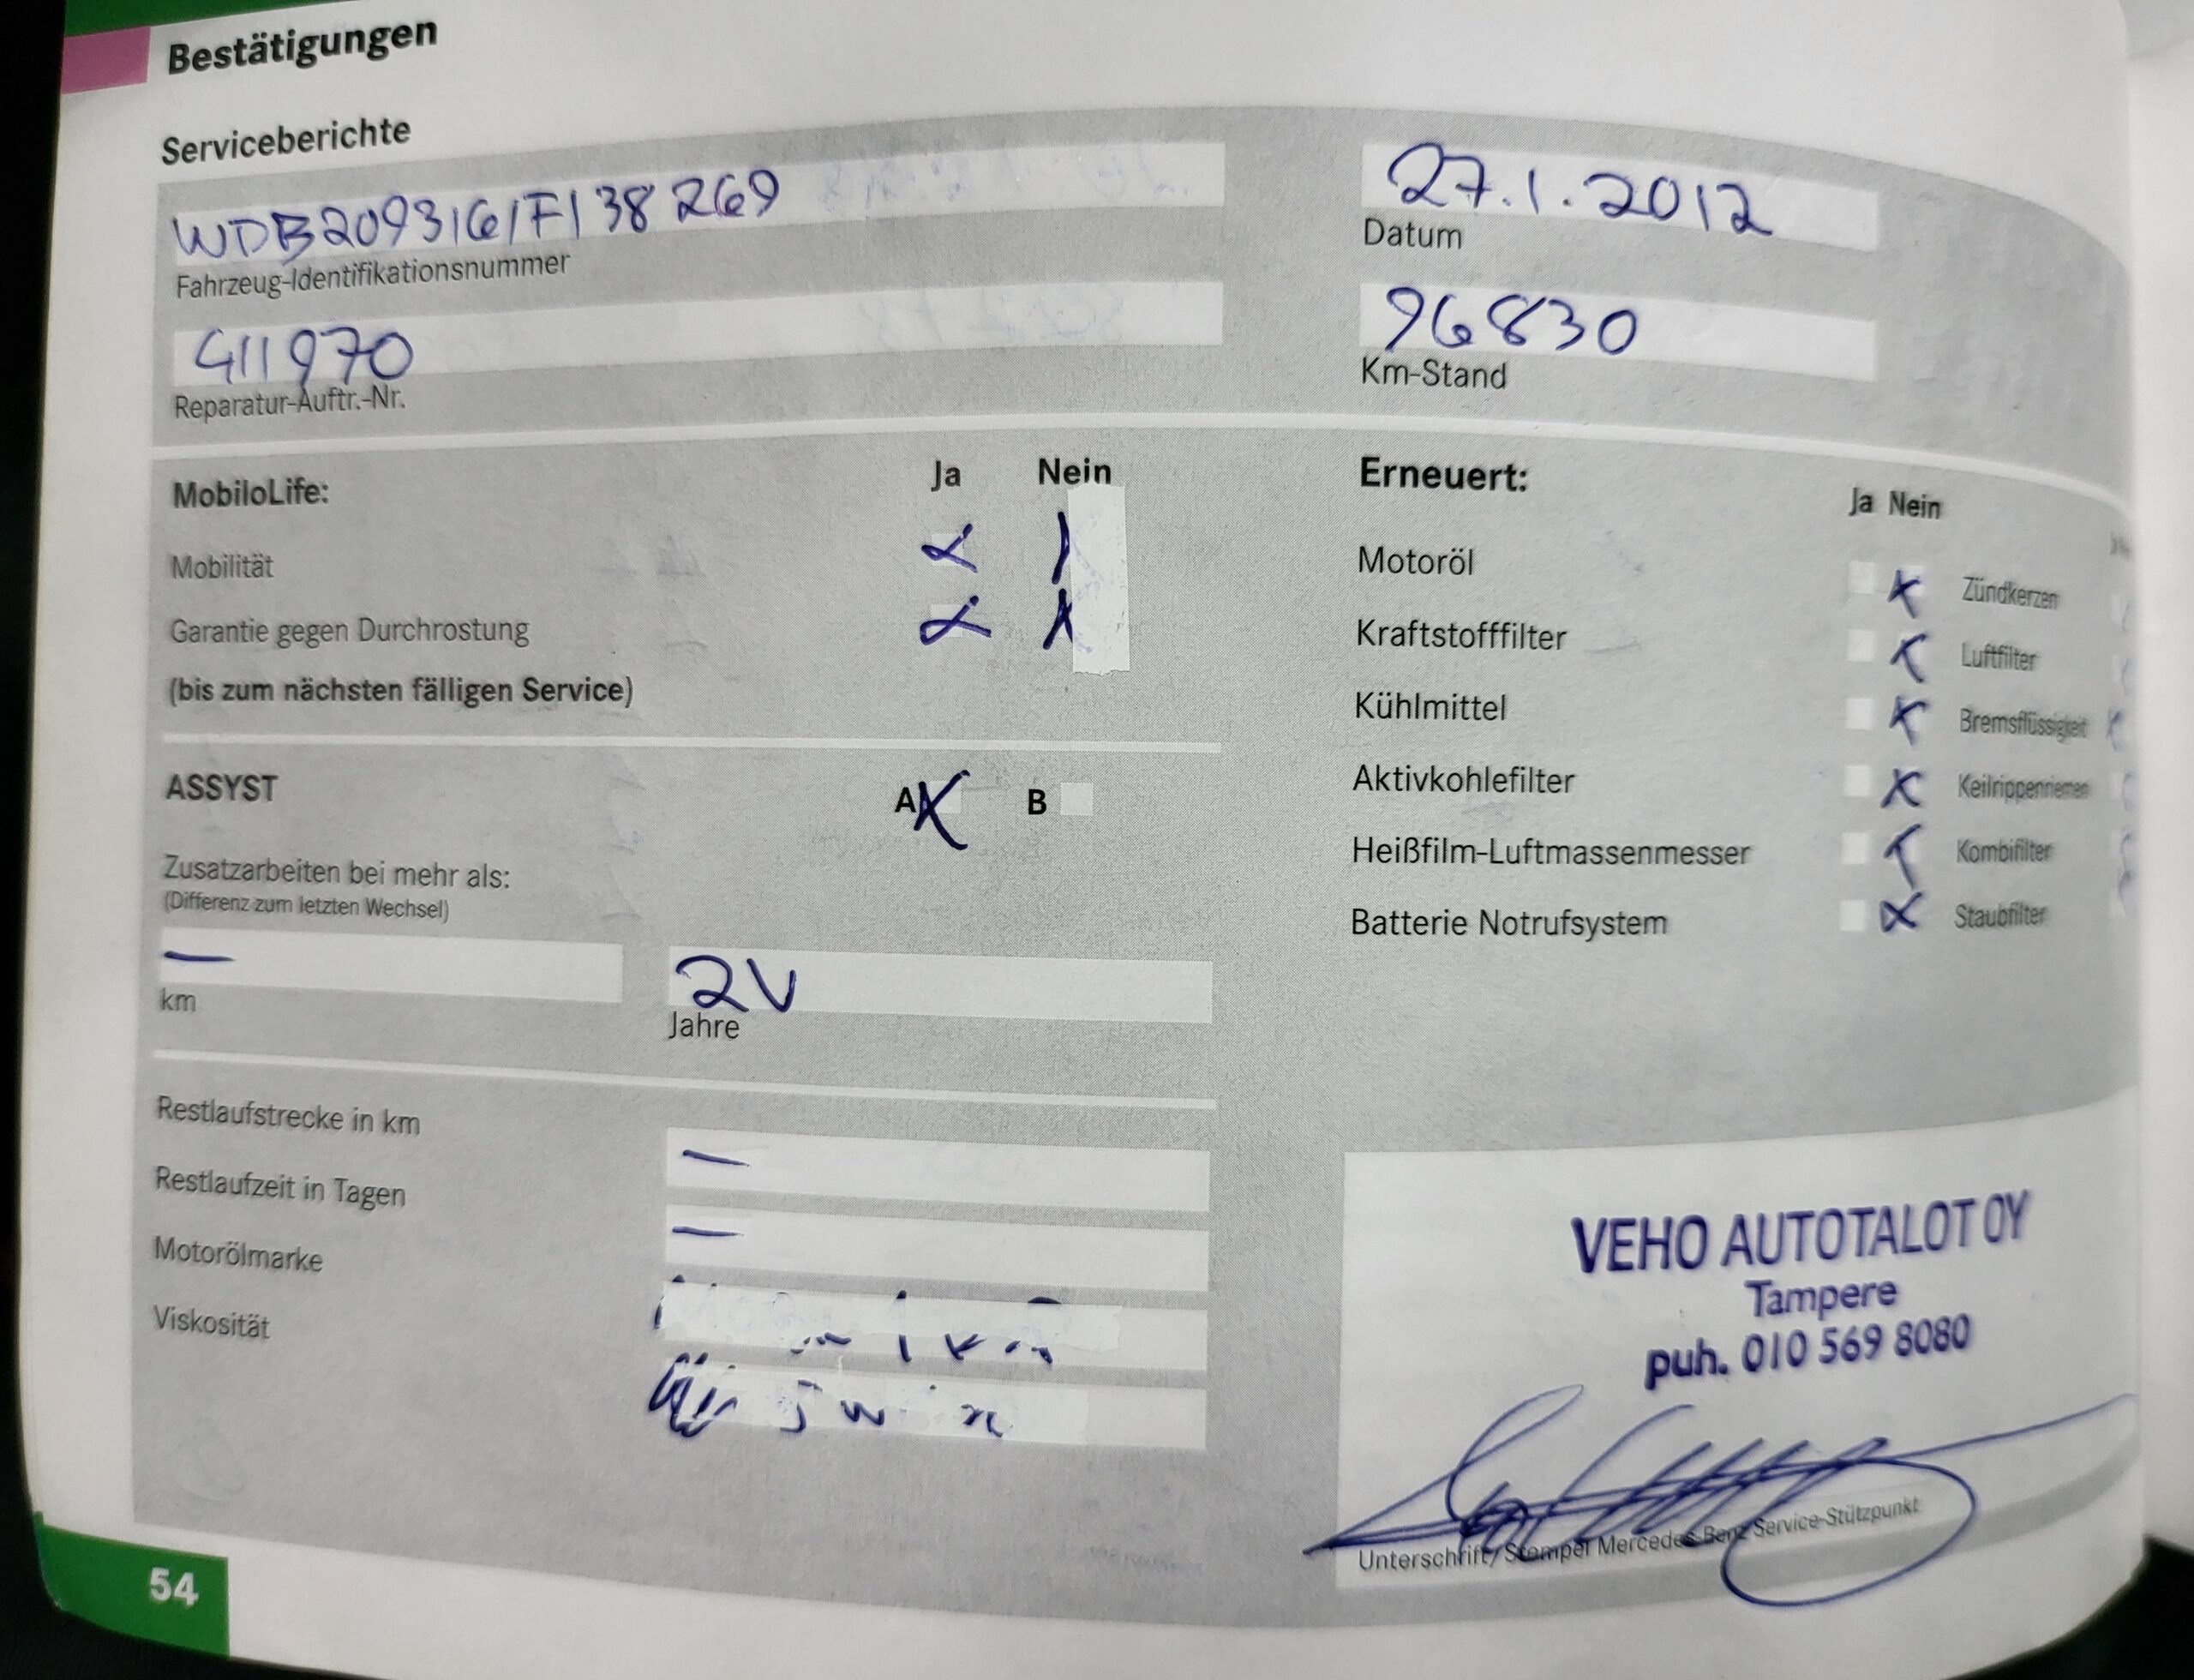 Bestätigungen
Serviceberichte
WDB2093161F138269
Fahrzeug-Identifikationsnummer
27.1.2012
Datum
411970
Reparatur-Auftr.-Nr.
96830
Km-Stand
MobiloLife:
Ja Nein
Mobilität
Garantie gegen Durchrostung
(bis zum nächsten fälligen Service)
ASSYST
A B
Zusatzarbeiten bei mehr als:
(Differenz zum letzten Wechsel)
—
km
2V
Jahre
Restlaufstrecke in km
—
Restlaufzeit in Tagen
—
Motorölmarke
Viskosität
Erneuert:
Ja Nein
Motoröl
Kraftstofffilter
Kühlmittel
Aktivkohlefilter
Heißfilm-Luftmassenmesser
Batterie Notrufsystem
Zündkerzen
Luftfilter
Bremsflüssigkeit
Keilrippenriemen
Kombifilter
Staubfilter
VEHO AUTOTALOT OY
Tampere
puh. 010 569 8080
Unterschrift/Stempel Mercedes-Benz Service-Stützpunkt
54